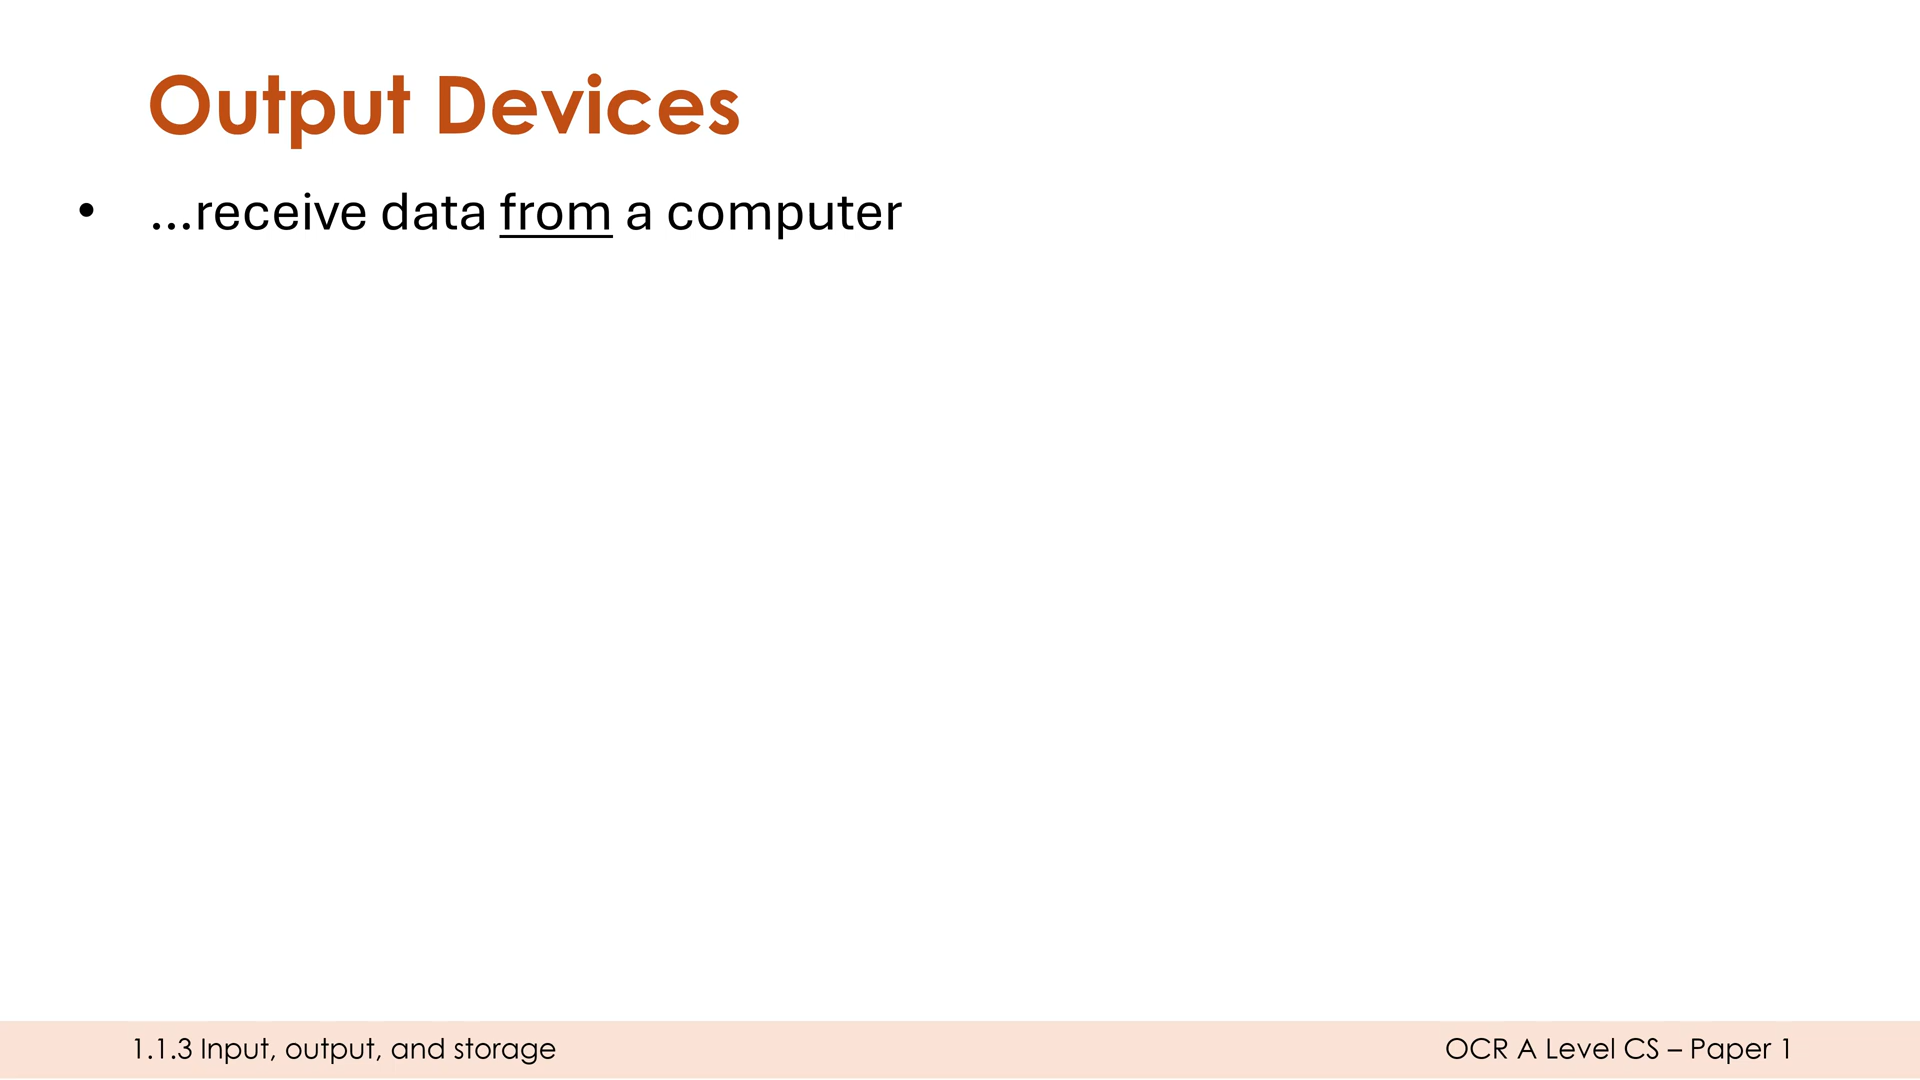 Output Devices
• ...receive data from a computer
1.1.3 Input, output, and storage
OCR A Level CS – Paper 1